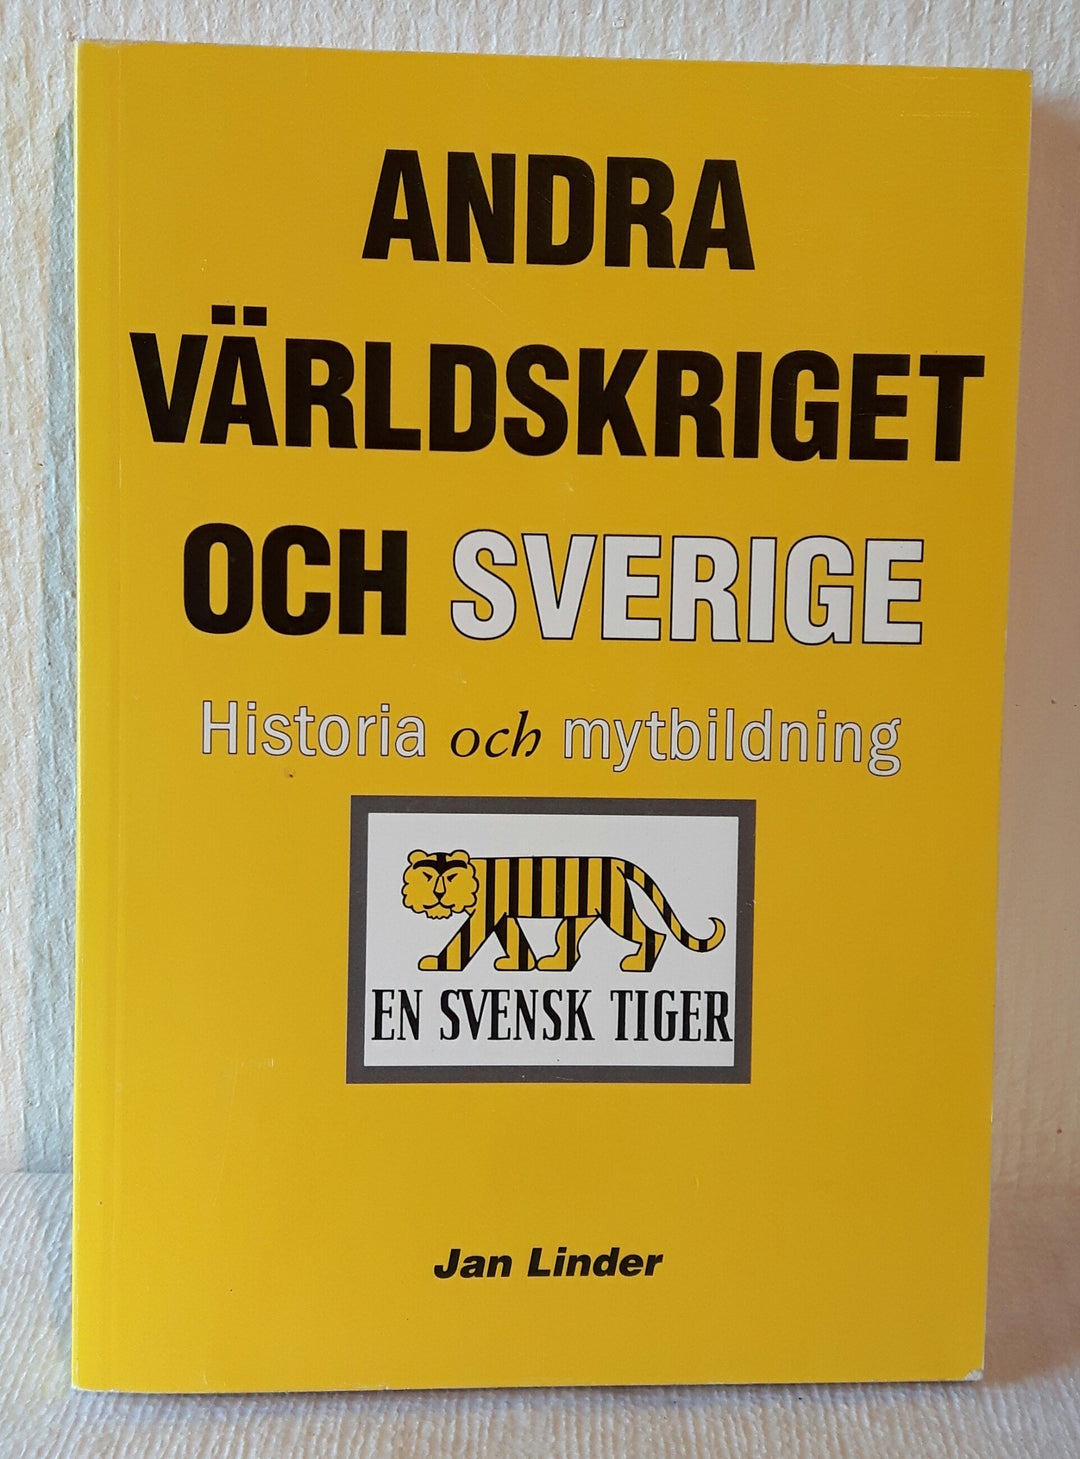 ANDRA
VÄRLDSKRIGET
OCH SVERIGE
Historia och mytbildning
EN SVENSK TIGER
Jan Linder